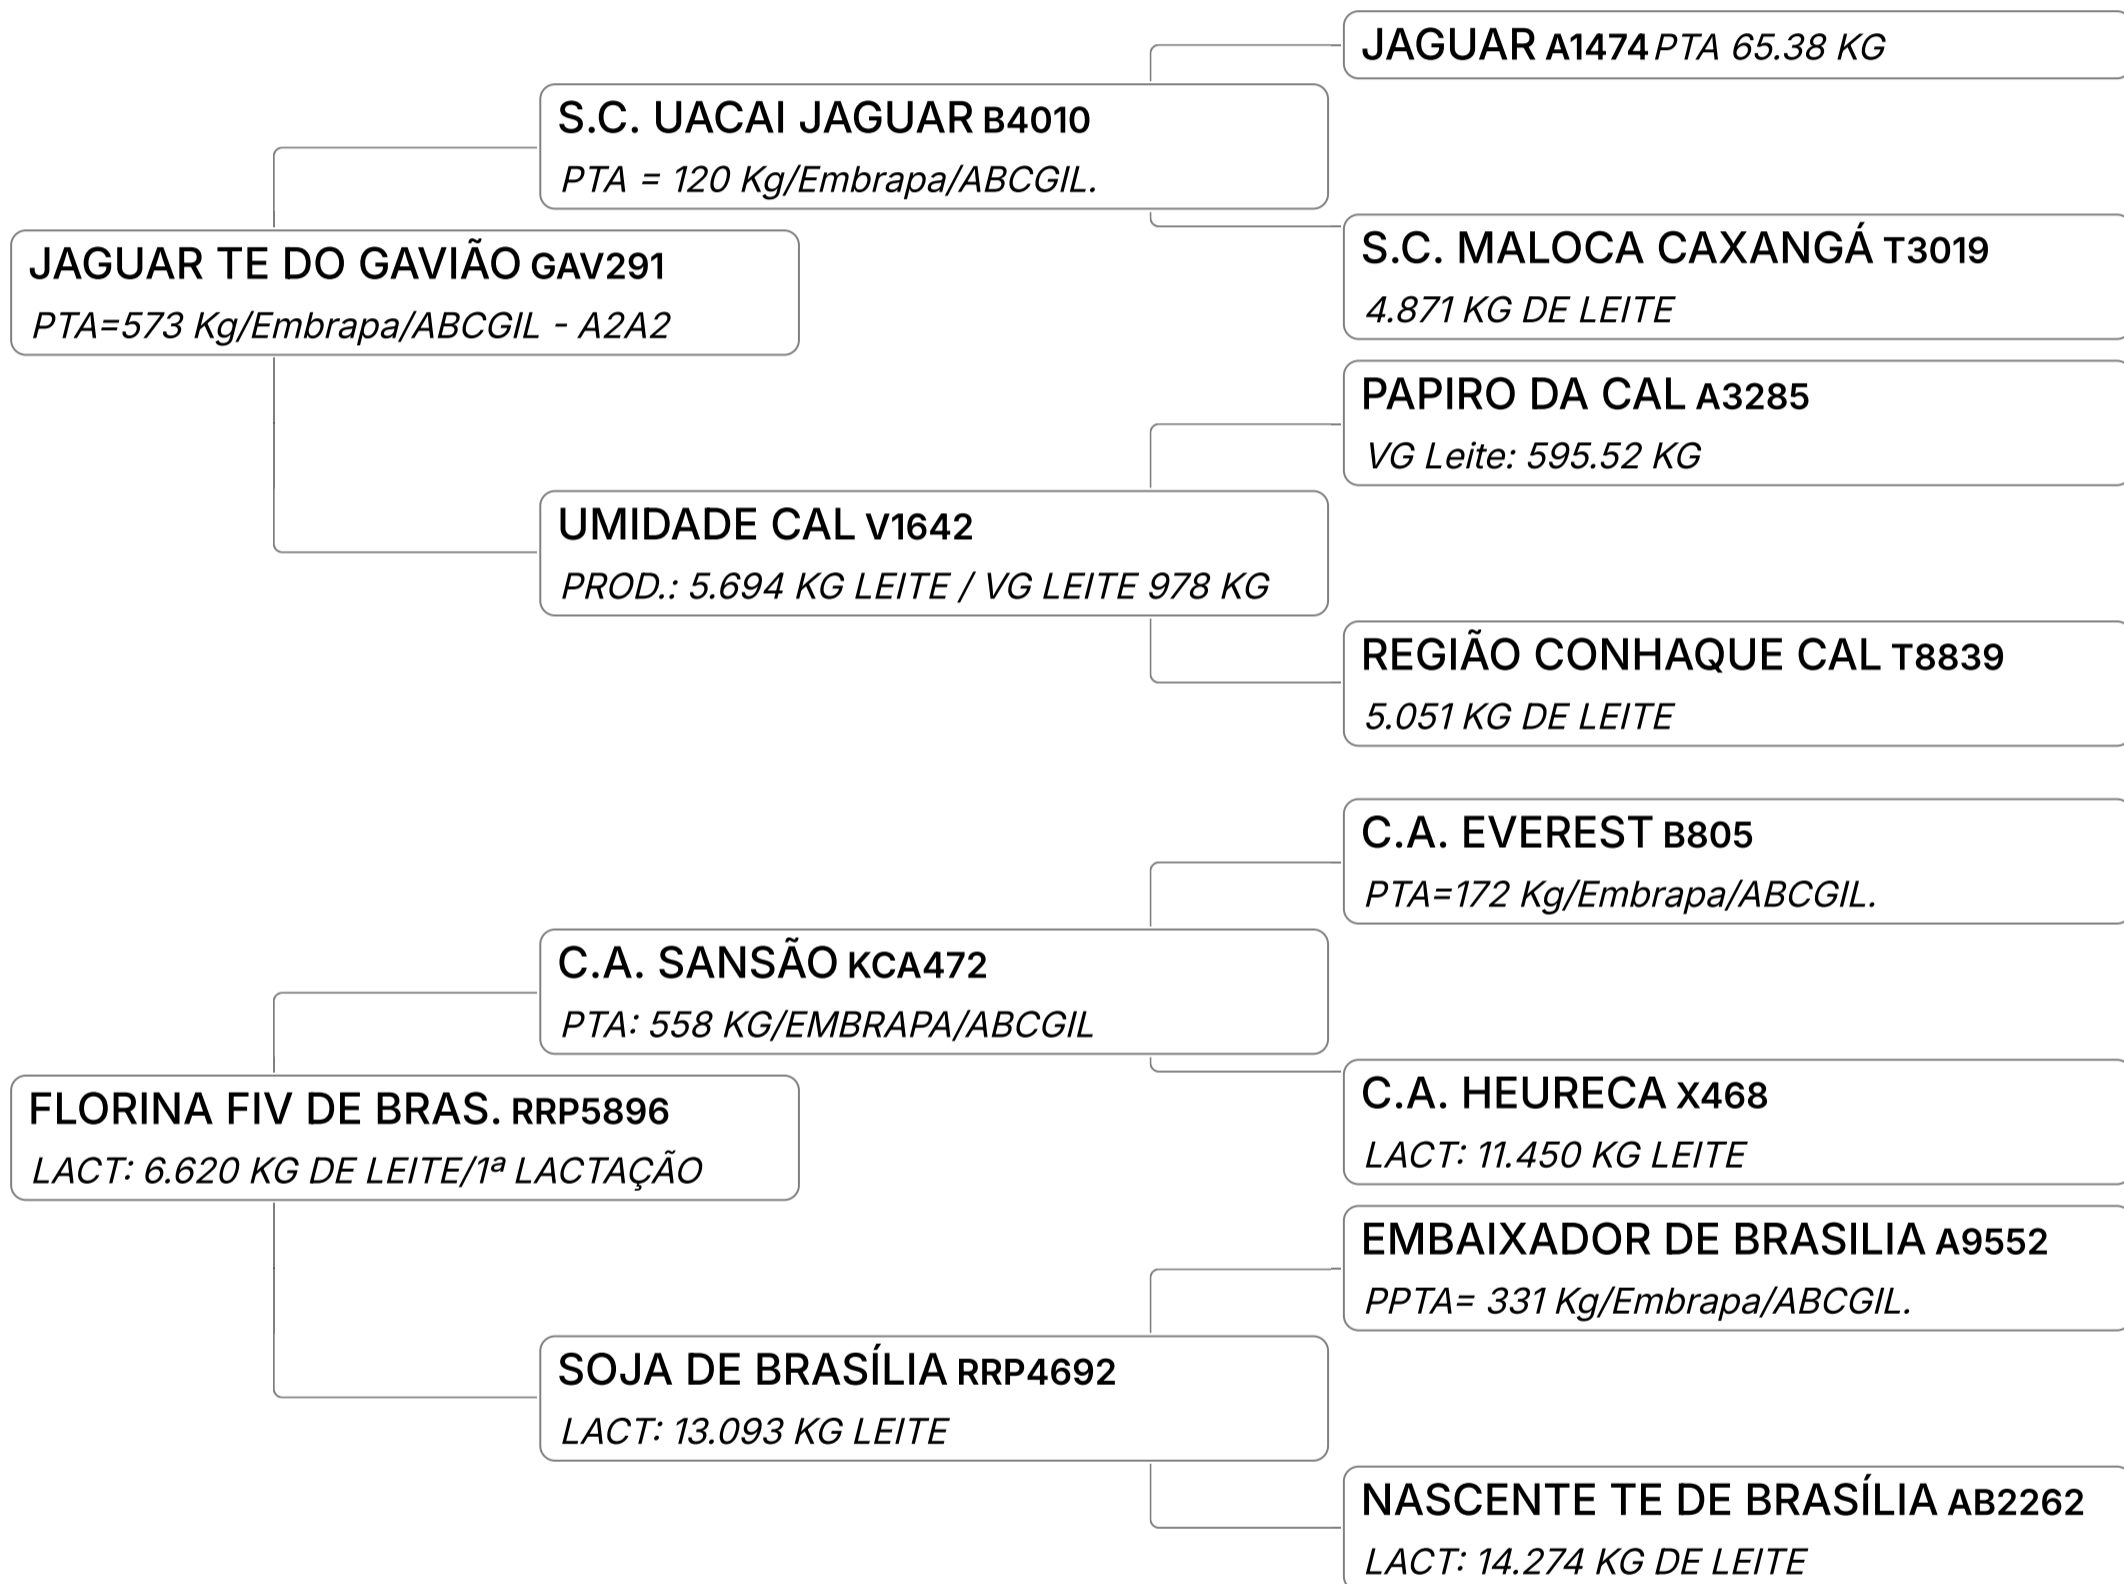 JAGUAR A1474 PTA 65.38 KG
S.C. UACAI JAGUAR B4010
PTA = 120 Kg/Embrapa/ABCGIL.
S.C. MALOCA CAXANGÁ T3019
4.871 KG DE LEITE
JAGUAR TE DO GAVIÃO GAV291
PTA=573 Kg/Embrapa/ABCGIL - A2A2
PAPIRO DA CAL A3285
VG Leite: 595.52 KG
UMIDADE CAL V1642
PROD.: 5.694 KG LEITE / VG LEITE 978 KG
REGIÃO CONHAQUE CAL T8839
5.051 KG DE LEITE
C.A. EVEREST B805
PTA=172 Kg/Embrapa/ABCGIL.
C.A. SANSÃO KCA472
PTA: 558 KG/EMBRAPA/ABCGIL
C.A. HEURECA X468
LACT: 11.450 KG LEITE
FLORINA FIV DE BRAS. RRP5896
LACT: 6.620 KG DE LEITE/1ª LACTAÇÃO
EMBAIXADOR DE BRASILIA A9552
PPTA= 331 Kg/Embrapa/ABCGIL.
SOJA DE BRASÍLIA RRP4692
LACT: 13.093 KG LEITE
NASCENTE TE DE BRASÍLIA AB2262
LACT: 14.274 KG DE LEITE